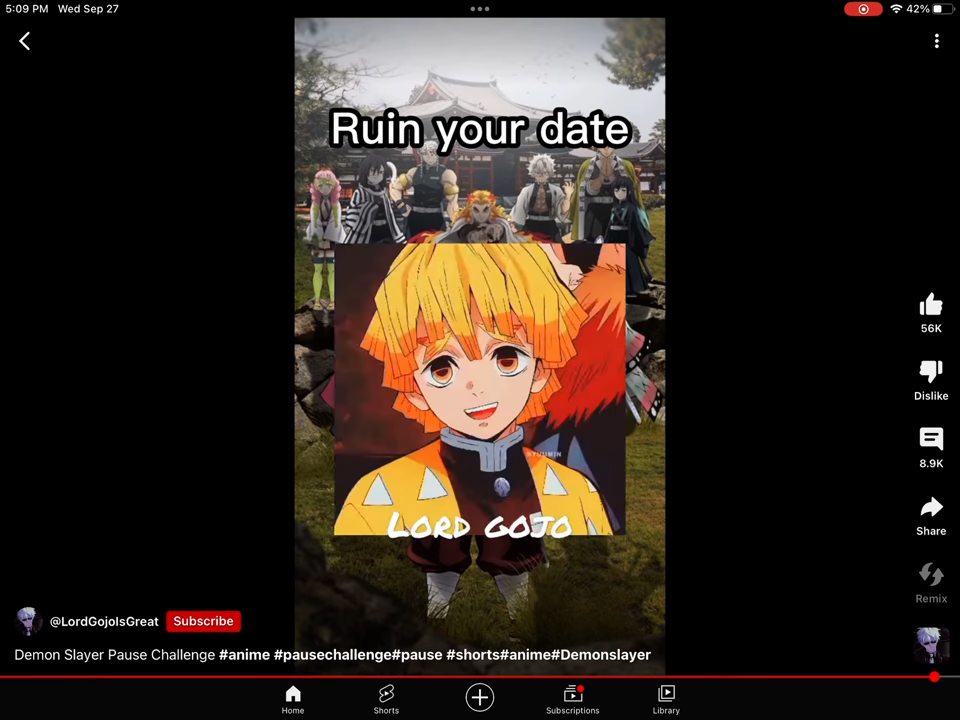 5:09 PM Wed Sep 27
42%
Ruin your date
NYUUMIN
LORD GOJO
56K
Dislike
8.9K
Share
Remix
@LordGojoIsGreat Subscribe
Demon Slayer Pause Challenge #anime #pausechallenge#pause #shorts#anime#Demonslayer
Home
Shorts
Subscriptions
Library